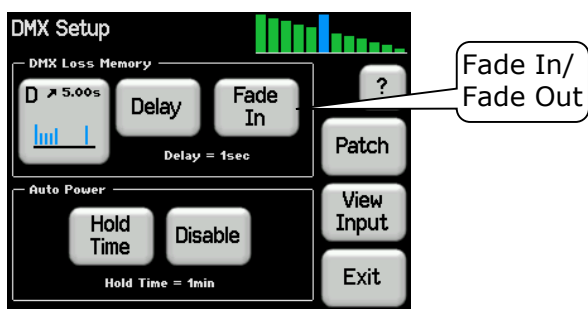 DMX Setup
DMX Loss Memory
D ↗ 5.00s
Delay
Fade
In
Delay = 1sec
?
Patch
Auto Power
Hold
Time
Disable
Hold Time = 1min
View
Input
Exit
Fade In/
Fade Out